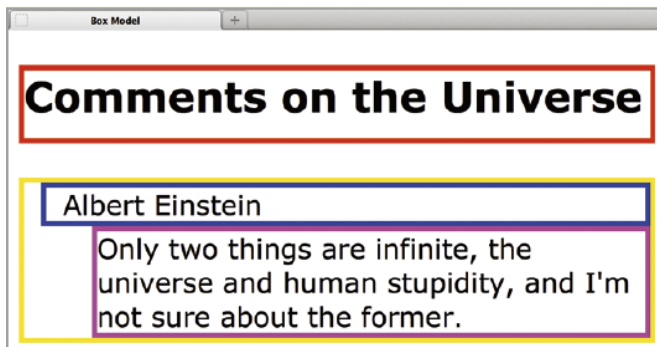 Box Model
Comments on the Universe
Albert Einstein
Only two things are infinite, the
universe and human stupidity, and I'm
not sure about the former.